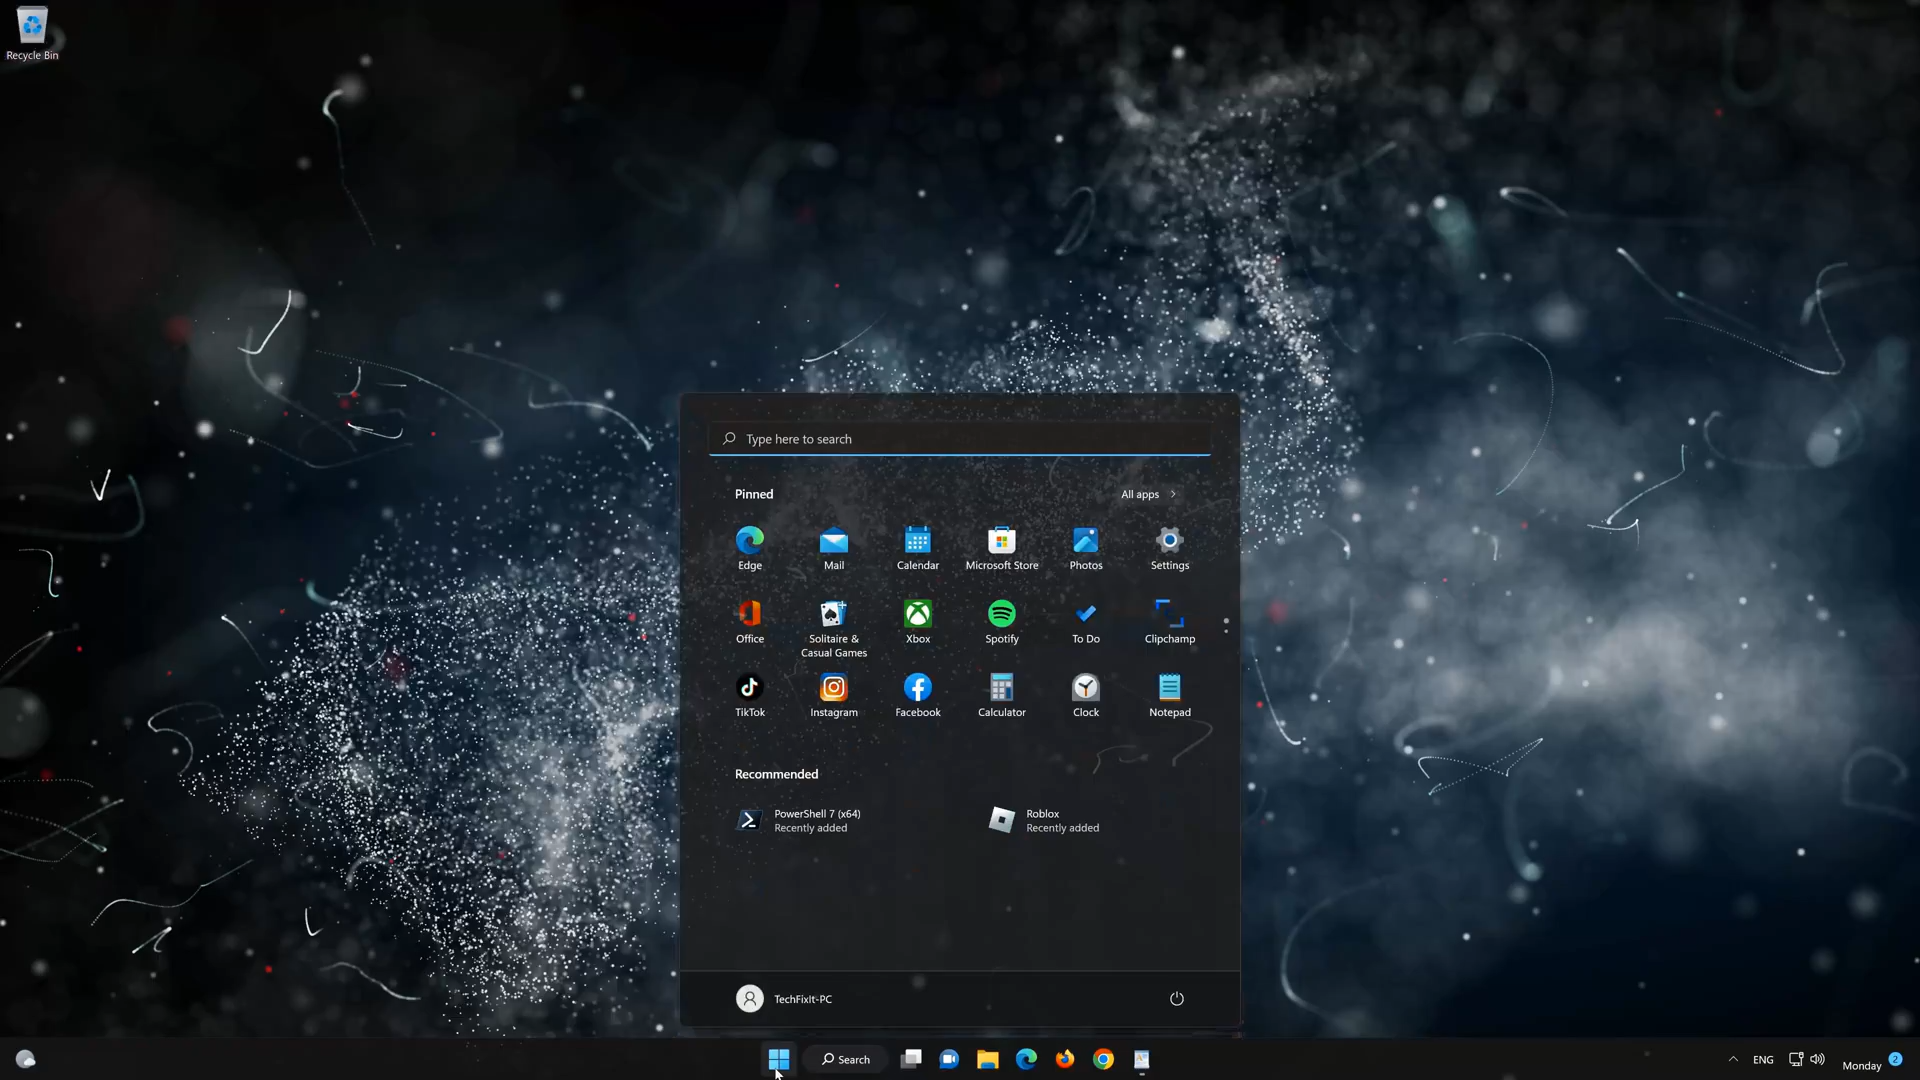 Recycle Bin
Type here to search
Pinned
All apps
Edge
Mail
Calendar
Microsoft Store
Photos
Settings
Office
Solitaire &
Casual Games
Xbox
Spotify
To Do
Clipchamp
TikTok
Instagram
Facebook
Calculator
Clock
Notepad
Recommended
PowerShell 7 (x64)
Recently added
Roblox
Recently added
TechFixIt-PC
Search
ENG
Monday
2